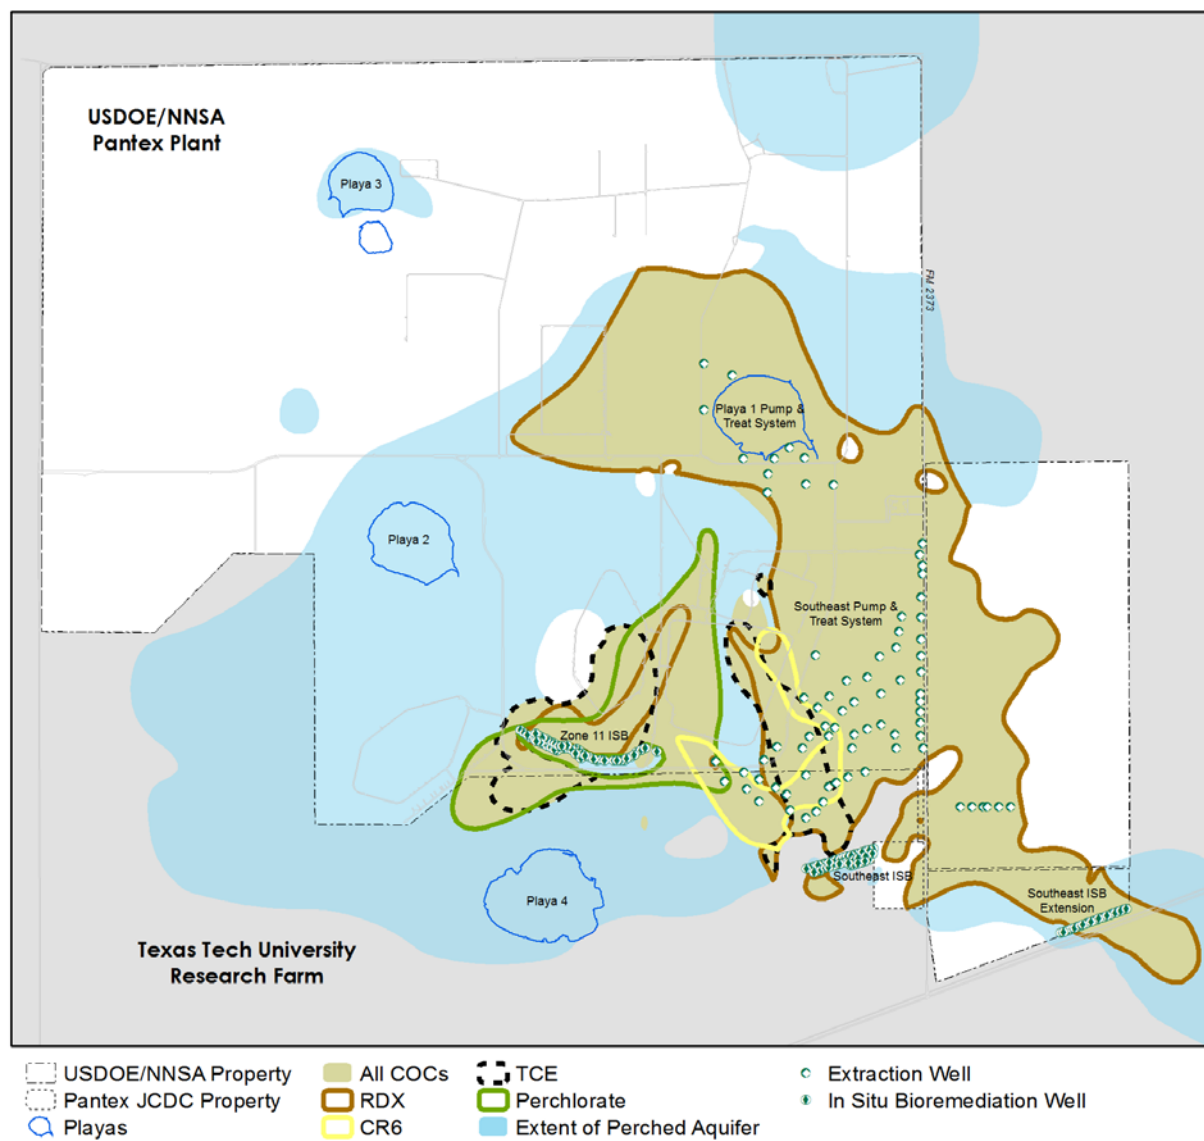 USDOE/NNSA
Pantex Plant
Playa 3
FM 2373
Playa 1 Pump &
Treat System
Playa 2
Southeast Pump &
Treat System
Zone 11 ISB
Southeast ISB
Southeast ISB
Extension
Playa 4
Texas Tech University
Research Farm
USDOE/NNSA Property
All COCs
TCE
Extraction Well
Pantex JCDC Property
RDX
Perchlorate
In Situ Bioremediation Well
Playas
CR6
Extent of Perched Aquifer